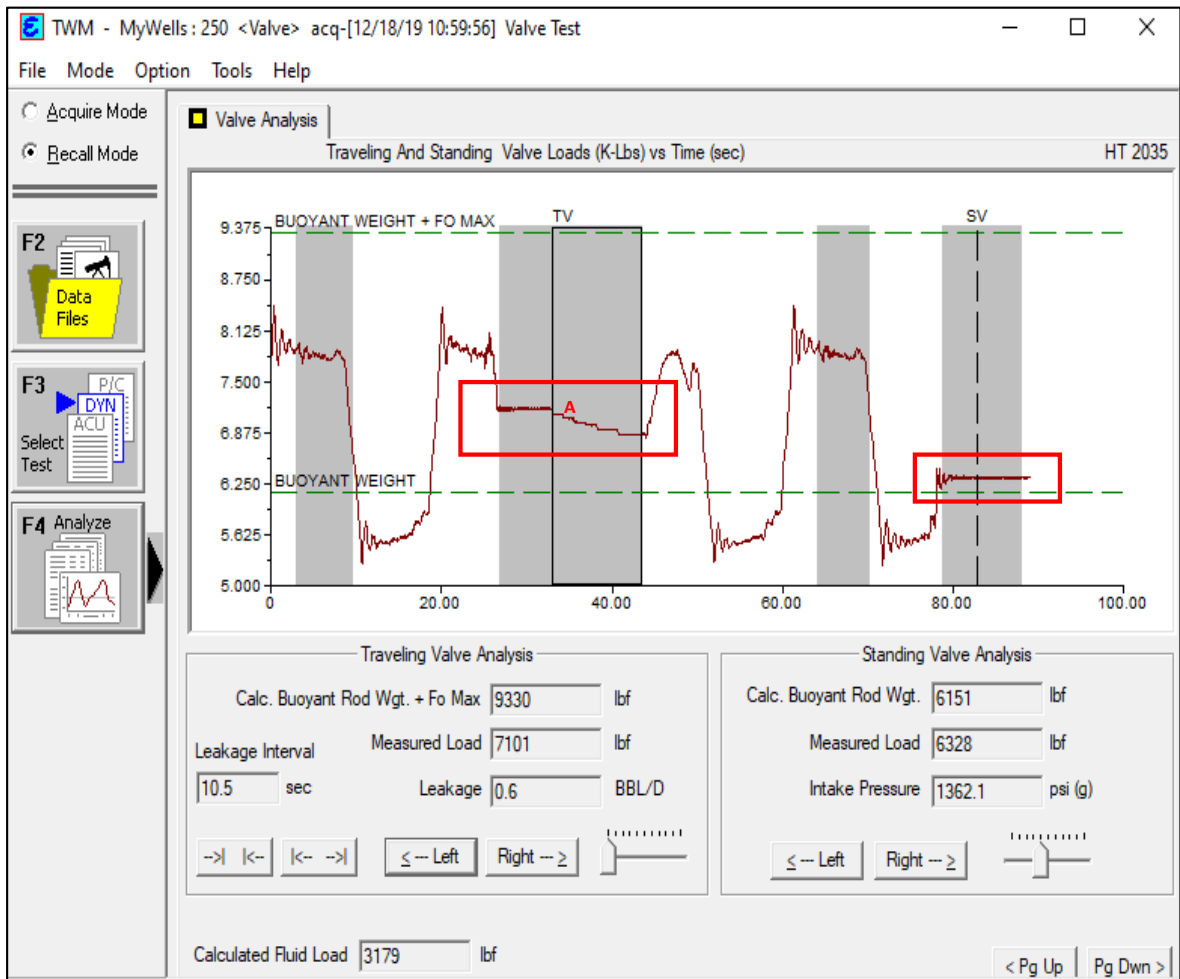 TWM - MyWells : 250 <Valve> acq-[12/18/19 10:59:56] Valve Test
File Mode Option Tools Help
Acquire Mode
Recall Mode
F2
Data
Files
F3
P/C
DYN
ACU
Select
Test
F4 Analyze
Valve Analysis
Traveling And Standing Valve Loads (K-Lbs) vs Time (sec) HT 2035
BUOYANT WEIGHT + FO MAX
TV
SV
9.375
8.750
8.125
7.500
6.875
6.250
5.625
5.000
A
BUOYANT WEIGHT
0 20.00 40.00 60.00 80.00 100.00
Traveling Valve Analysis
Calc. Buoyant Rod Wgt. + Fo Max 9330 lbf
Leakage Interval
Measured Load 7101 lbf
10.5 sec
Leakage 0.6 BBL/D
-->| |<-- |<-- -->| < --- Left Right --- >
Standing Valve Analysis
Calc. Buoyant Rod Wgt. 6151 lbf
Measured Load 6328 lbf
Intake Pressure 1362.1 psi (g)
< --- Left Right --- >
Calculated Fluid Load 3179 lbf
< Pg Up Pg Dwn >